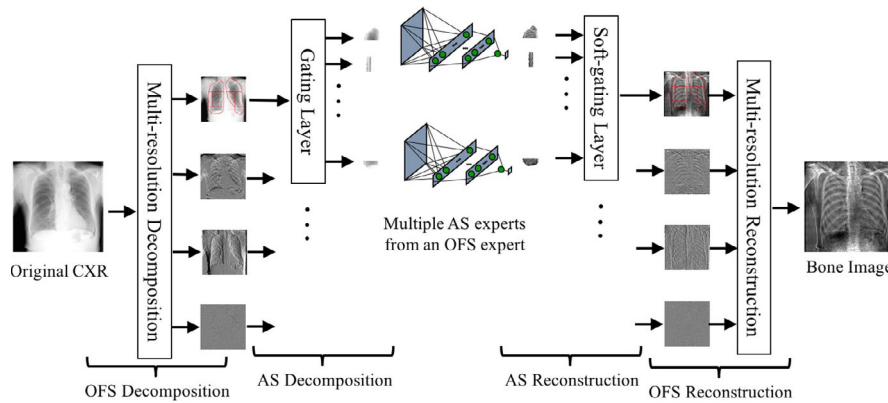 Original CXR
Multi-resolution Decomposition
Gating Layer
Multiple AS experts
from an OFS expert
Soft-gating Layer
Multi-resolution Reconstruction
Bone Image
OFS Decomposition
AS Decomposition
AS Reconstruction
OFS Reconstruction